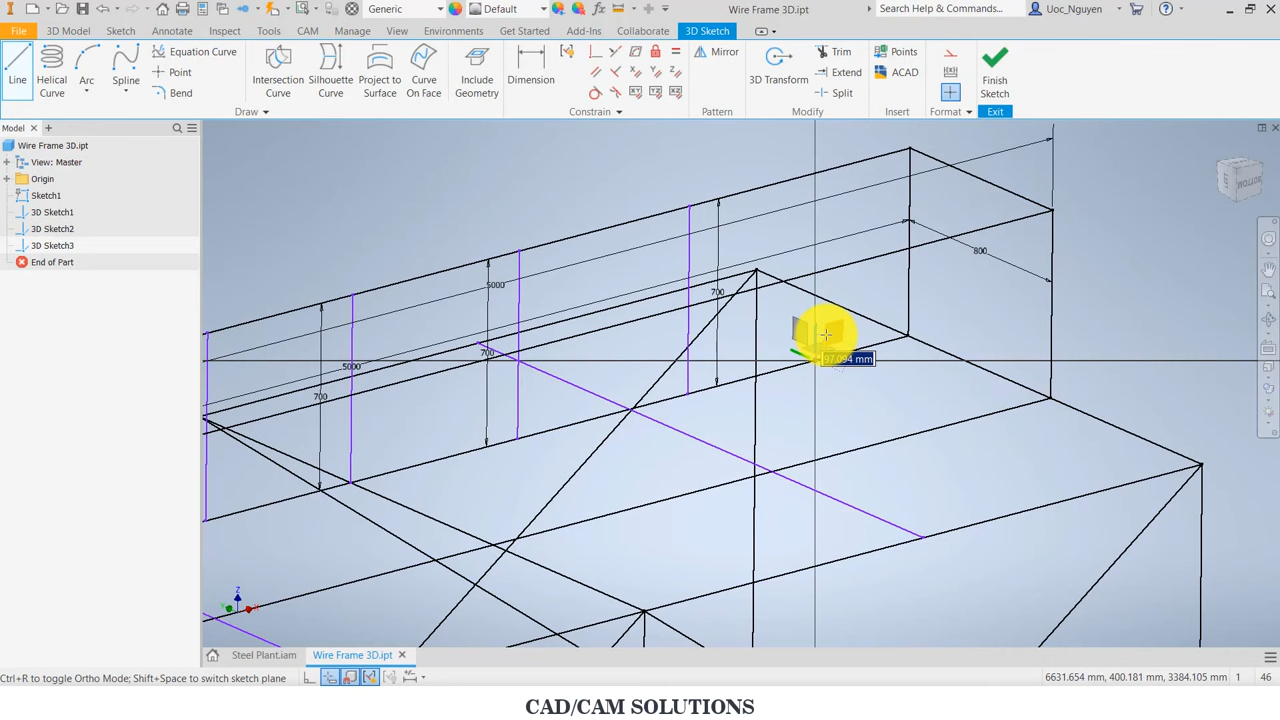 Generic
Default
Wire Frame 3D.ipt
Search Help & Commands...
Uoc_Nguyen
File
3D Model
Sketch
Annotate
Inspect
Tools
CAM
Manage
View
Environments
Get Started
Add-Ins
Collaborate
3D Sketch
Line
Helical Curve
Arc
Spline
Equation Curve
Point
Bend
Draw
Intersection Curve
Silhouette Curve
Project to Surface
Curve On Face
Include Geometry
Dimension
Constrain
Mirror
Pattern
3D Transform
Trim
Extend
Split
Modify
Points
ACAD
Insert
Format
Finish Sketch
Exit
Model
Wire Frame 3D.ipt
View: Master
Origin
Sketch1
3D Sketch1
3D Sketch2
3D Sketch3
End of Part
BOTTOM
800
5000
700
700
5000
700
97.094 mm
Z
Y
X
Steel Plant.iam
Wire Frame 3D.ipt
Ctrl+R to toggle Ortho Mode; Shift+Space to switch sketch plane
6631.654 mm, 400.181 mm, 3384.105 mm
1
46
CAD/CAM SOLUTIONS